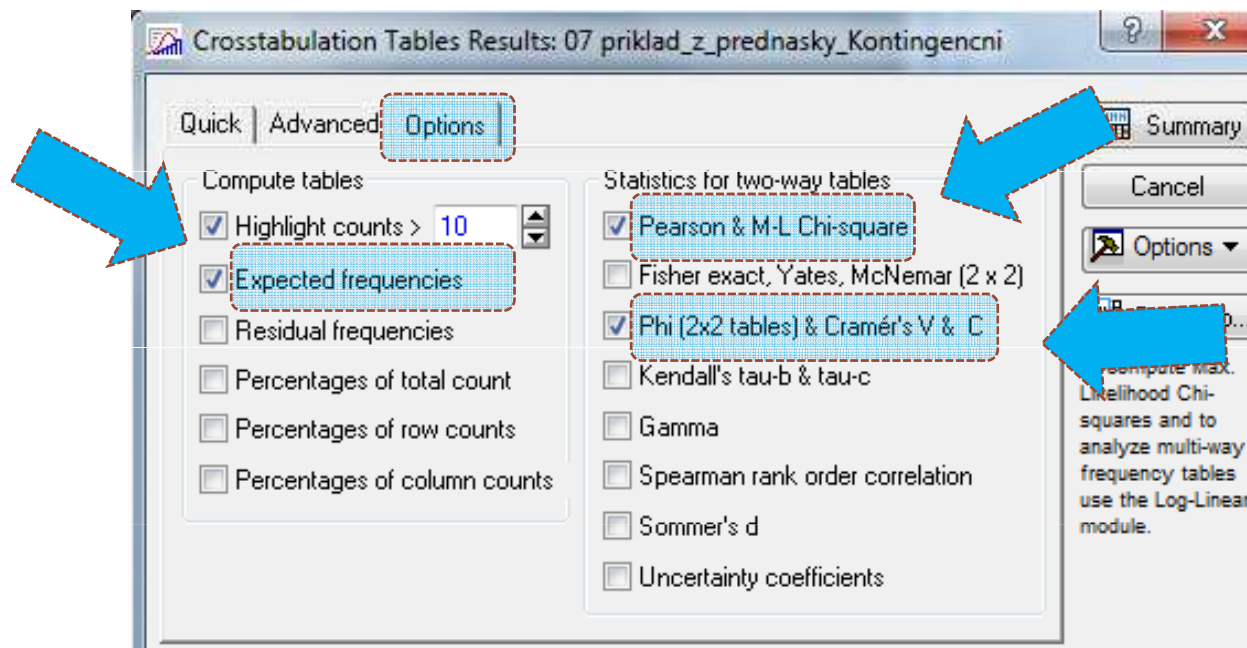 Crosstabulation Tables Results: 07 priklad_z_prednasky_Kontingencni
Quick
Advanced
Options
Compute tables
Highlight counts > 10
Expected frequencies
Residual frequencies
Percentages of total count
Percentages of row counts
Percentages of column counts
Statistics for two-way tables
Pearson & M-L Chi-square
Fisher exact, Yates, McNemar (2 x 2)
Phi (2x2 tables) & Cramér's V & C
Kendall's tau-b & tau-c
Gamma
Spearman rank order correlation
Sommer's d
Uncertainty coefficients
Summary
Cancel
Options
Max.
Likelihood Chi-
squares and to
analyze multi-way
frequency tables
use the Log-Linear
module.